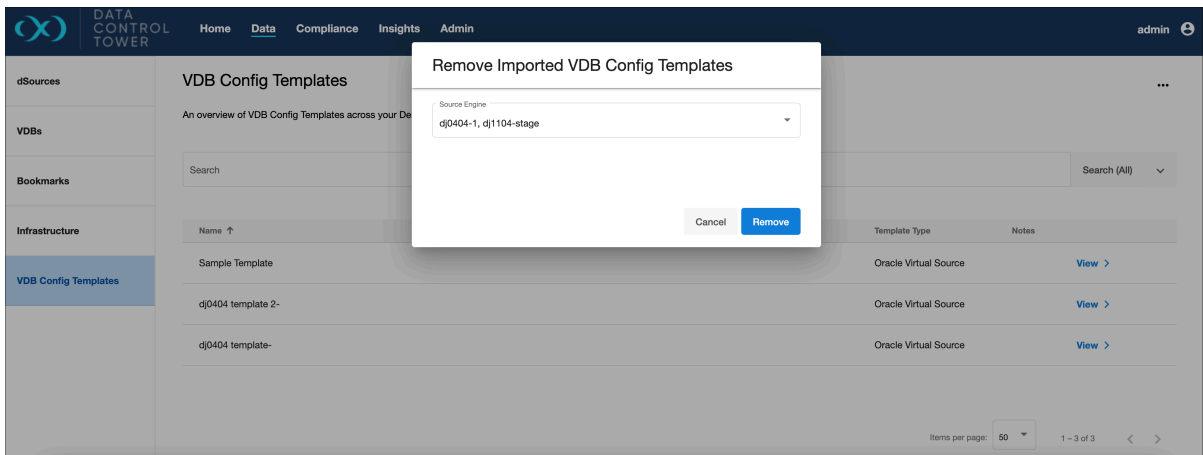 DATA
CONTROL
TOWER
Home Data Compliance Insights Admin
admin
dSources
VDBs
Bookmarks
Infrastructure
VDB Config Templates
VDB Config Templates
...
An overview of VDB Config Templates across your De
Search
Search (All)
Name Template Type Notes
Sample Template Oracle Virtual Source View
dj0404 template 2- Oracle Virtual Source View
dj0404 template- Oracle Virtual Source View
Items per page: 50 1 – 3 of 3
Remove Imported VDB Config Templates
Source Engine
dj0404-1, dj1104-stage
Cancel Remove